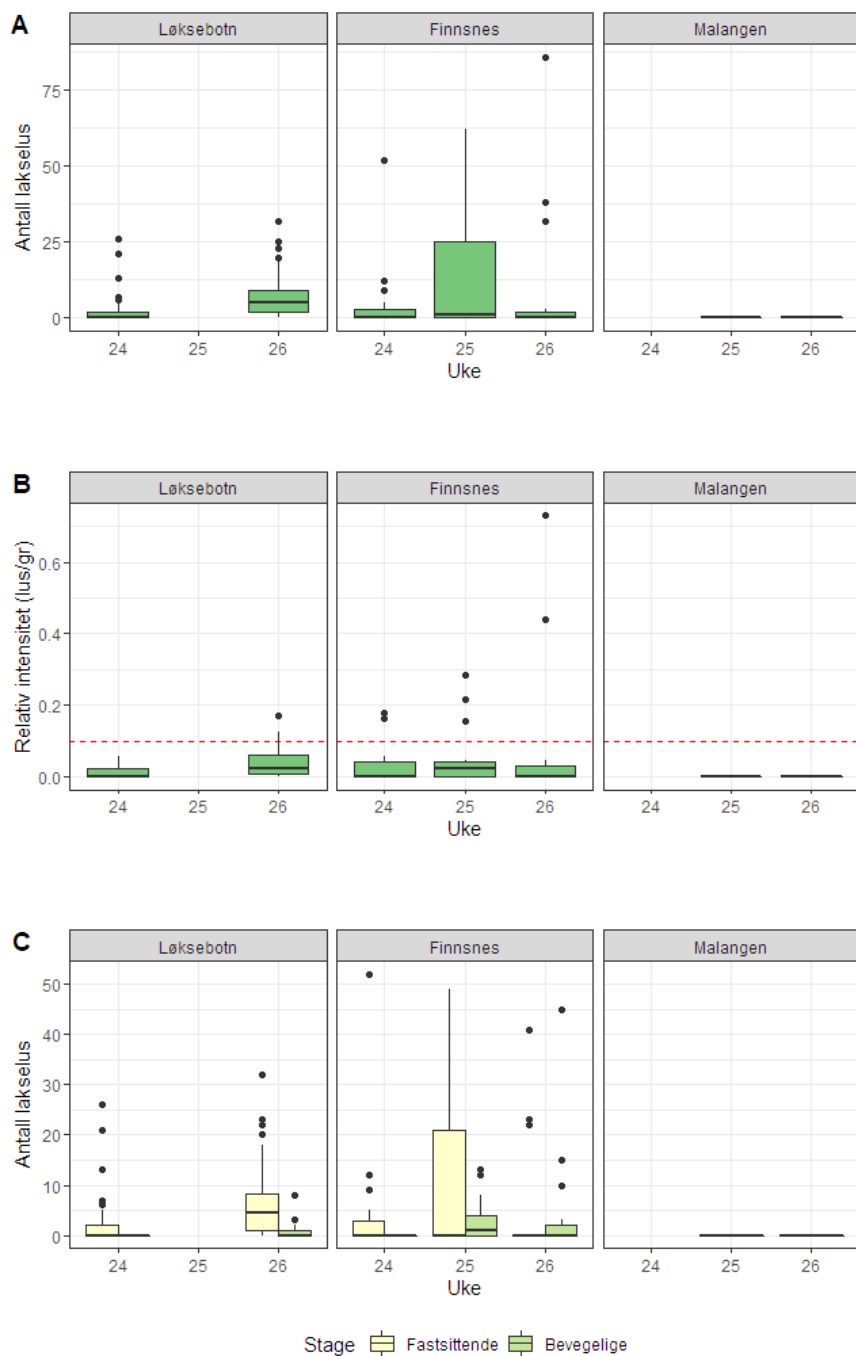 A
Løksebotn Finnsnes Malangen
Antall lakselus
75
50
25
0
24 25 26 24 25 26 24 25 26
Uke
B
Løksebotn Finnsnes Malangen
Relativ intensitet (lus/gr)
0.6
0.4
0.2
0.0
24 25 26 24 25 26 24 25 26
Uke
C
Løksebotn Finnsnes Malangen
Antall lakselus
50
40
30
20
10
0
24 25 26 24 25 26 24 25 26
Uke
Stage Fastsittende Bevegelige